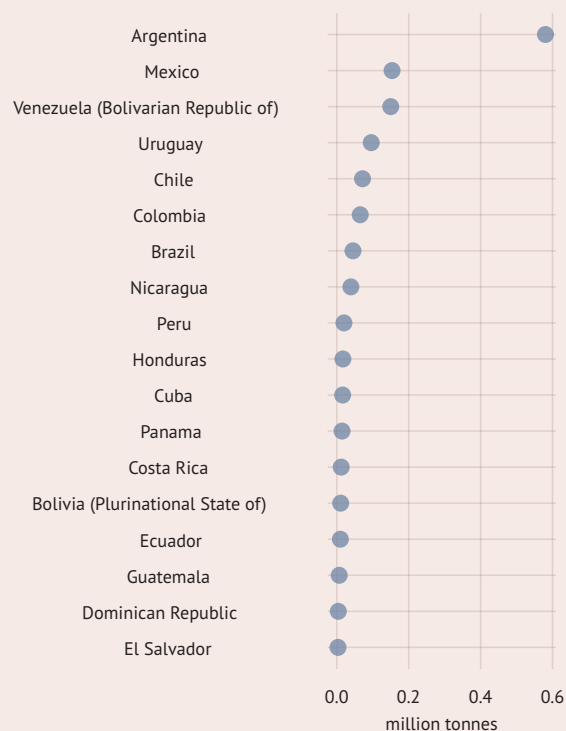 Argentina
Mexico
Venezuela (Bolivarian Republic of)
Uruguay
Chile
Colombia
Brazil
Nicaragua
Peru
Honduras
Cuba
Panama
Costa Rica
Bolivia (Plurinational State of)
Ecuador
Guatemala
Dominican Republic
El Salvador
0.0 0.2 0.4 0.6
million tonnes